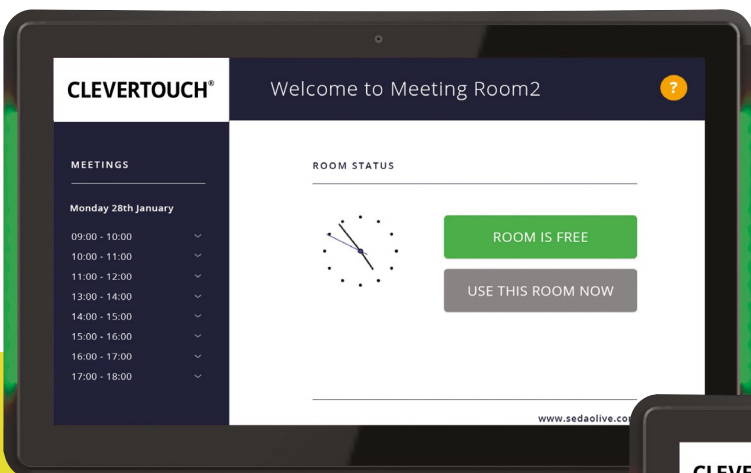 CLEVERTOUCH®
Welcome to Meeting Room2
?
MEETINGS
Monday 28th January
09:00 - 10:00
10:00 - 11:00
11:00 - 12:00
13:00 - 14:00
14:00 - 15:00
15:00 - 16:00
16:00 - 17:00
17:00 - 18:00
ROOM STATUS
ROOM IS FREE
USE THIS ROOM NOW
www.sedaolive.co
CLEVE